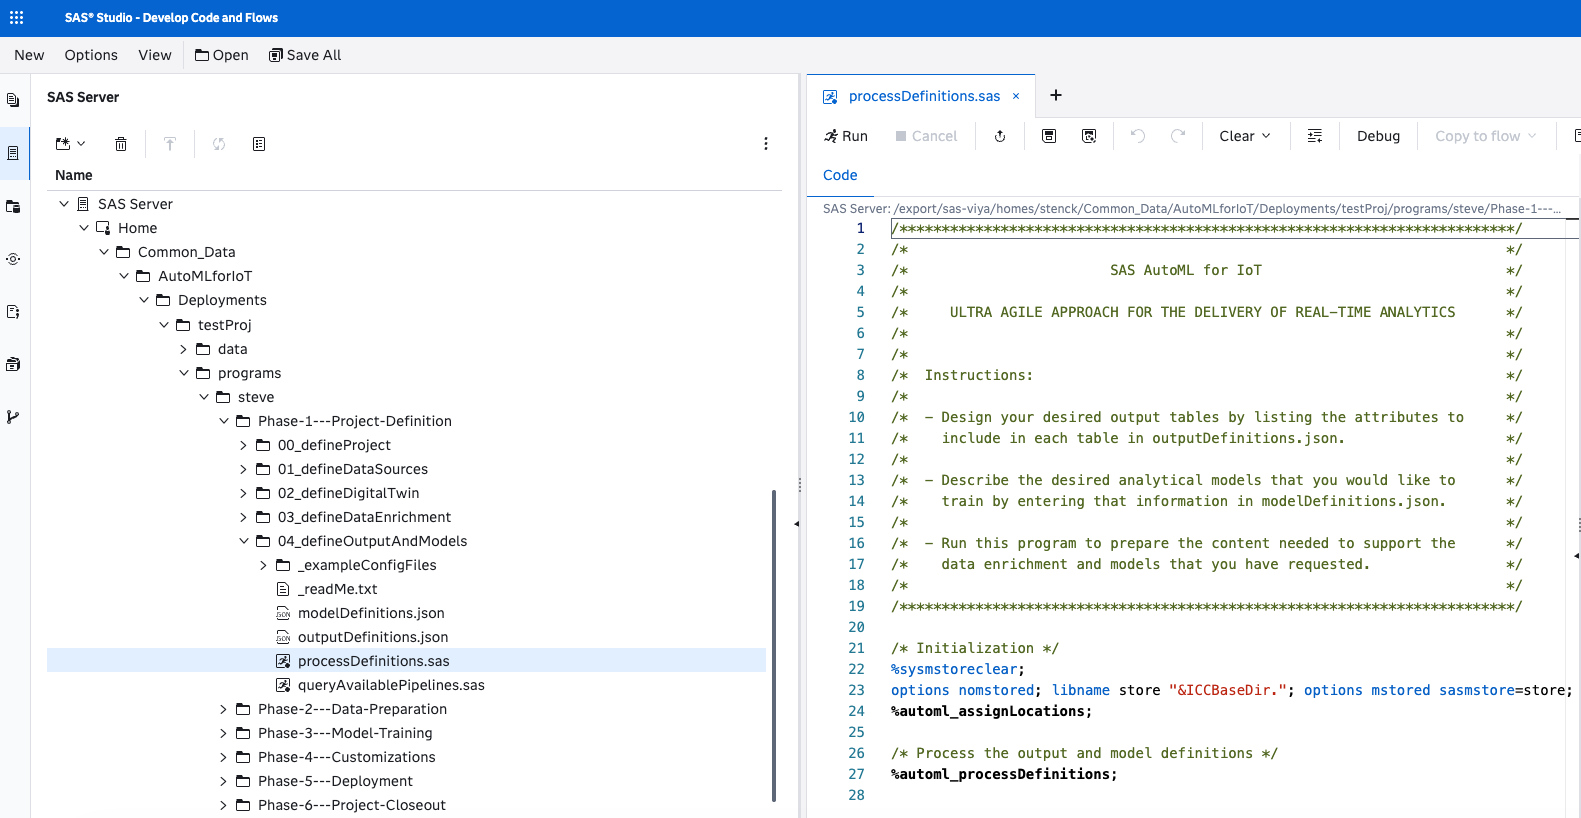 SAS® Studio - Develop Code and Flows
New Options View Open Save All
SAS Server
Name
SAS Server
Home
Common_Data
AutoMLforIoT
Deployments
testProj
data
programs
steve
Phase-1---Project-Definition
00_defineProject
01_defineDataSources
02_defineDigitalTwin
03_defineDataEnrichment
04_defineOutputAndModels
_exampleConfigFiles
_readMe.txt
JSON modelDefinitions.json
JSON outputDefinitions.json
processDefinitions.sas
queryAvailablePipelines.sas
Phase-2---Data-Preparation
Phase-3---Model-Training
Phase-4---Customizations
Phase-5---Deployment
Phase-6---Project-Closeout
processDefinitions.sas × +
Run Cancel Clear Debug Copy to flow
Code
SAS Server: /export/sas-viya/homes/stenck/Common_Data/AutoMLforIoT/Deployments/testProj/programs/steve/Phase-1---...
1 /*************************************************************************/
2 /* */
3 /* SAS AutoML for IoT */
4 /* */
5 /* ULTRA AGILE APPROACH FOR THE DELIVERY OF REAL-TIME ANALYTICS */
6 /* */
7 /* */
8 /* Instructions: */
9 /* */
10 /* - Design your desired output tables by listing the attributes to */
11 /* include in each table in outputDefinitions.json. */
12 /* */
13 /* - Describe the desired analytical models that you would like to */
14 /* train by entering that information in modelDefinitions.json. */
15 /* */
16 /* - Run this program to prepare the content needed to support the */
17 /* data enrichment and models that you have requested. */
18 /* */
19 /*************************************************************************/
20
21 /* Initialization */
22 %sysmstoreclear;
23 options nomstored; libname store "&ICCBaseDir."; options mstored sasmstore=store;
24 %automl_assignLocations;
25
26 /* Process the output and model definitions */
27 %automl_processDefinitions;
28